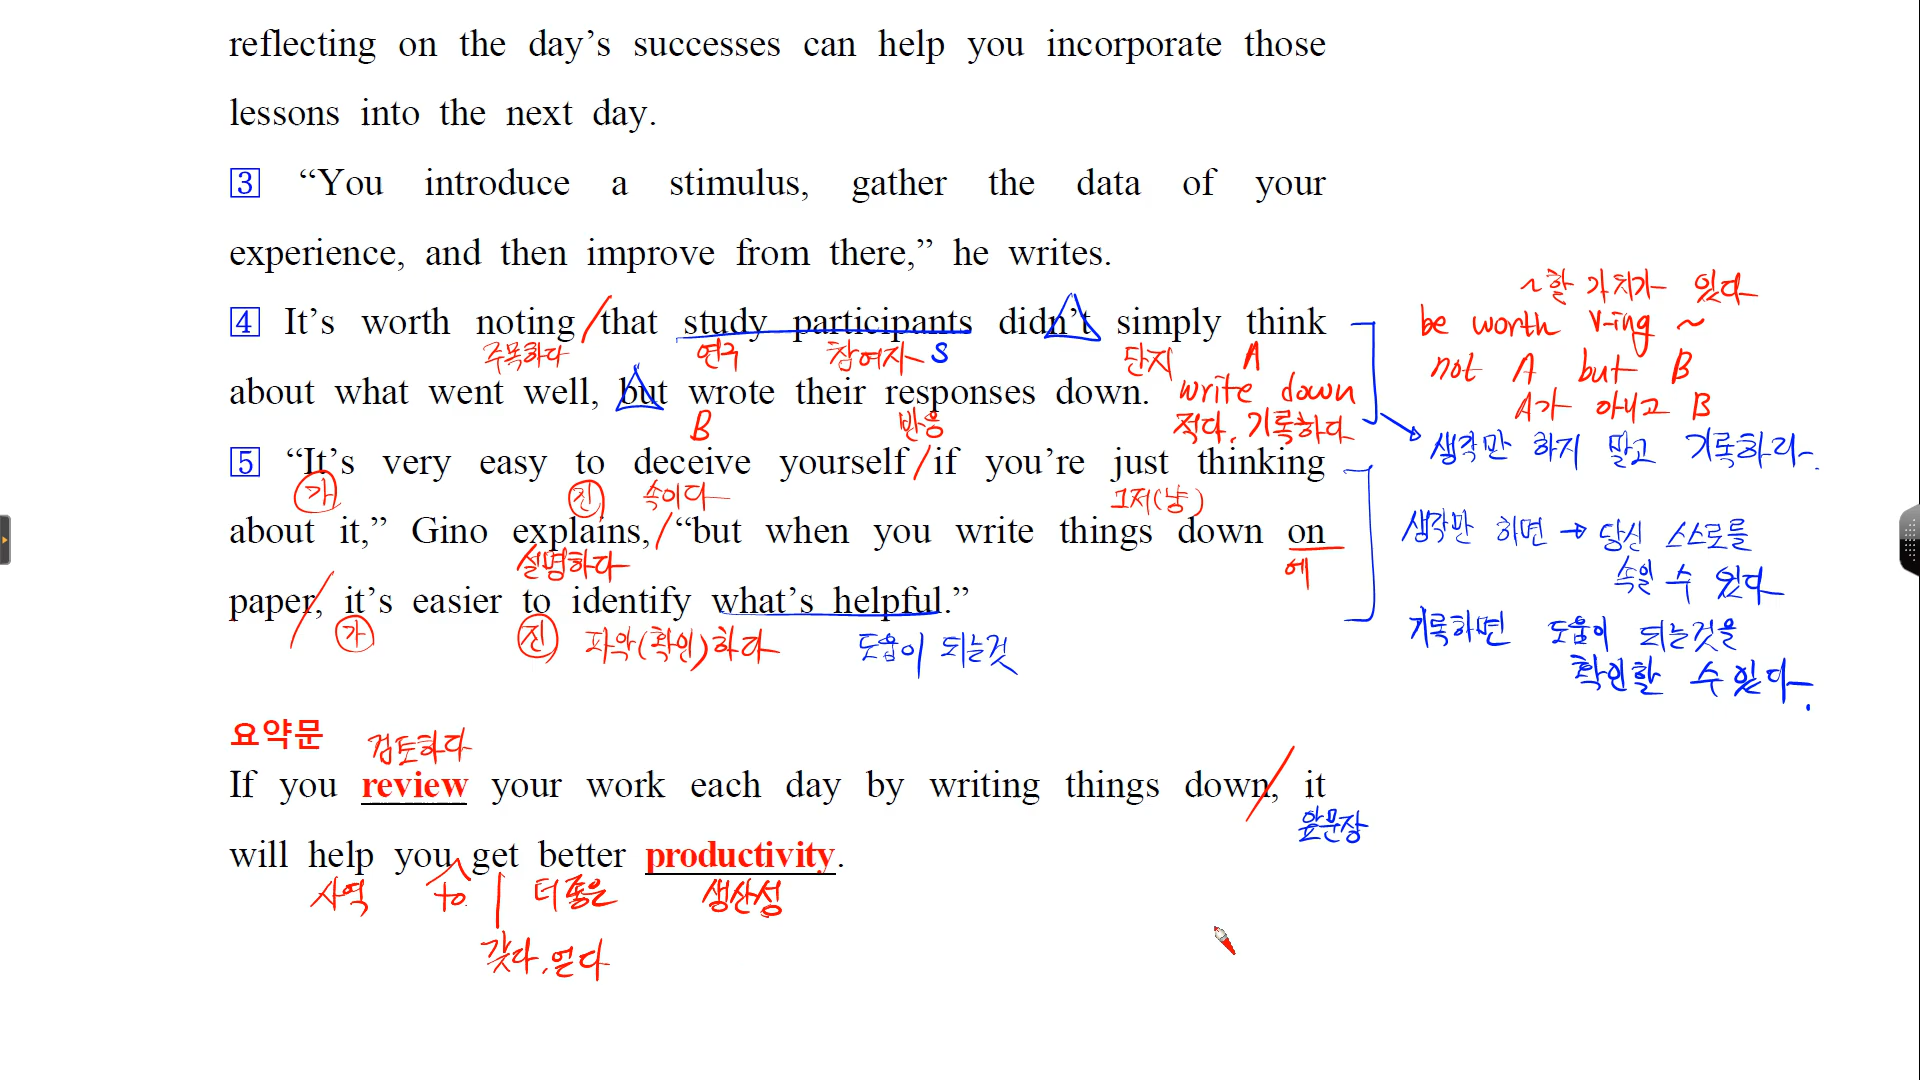 reflecting on the day's successes can help you incorporate those
lessons into the next day.
3 “You introduce a stimulus, gather the data of your
experience, and then improve from there,” he writes.
~할 가치가 있다
4 It's worth noting that study participants didn't simply think
be worth v-ing ~
주목하다 연구 참여자 S 단지 A
not A but B
about what went well, but wrote their responses down.
write down
A가 아니고 B
B 반응 적다, 기록하다
생각만 하지 말고 기록하라.
5 “It's very easy to deceive yourself if you're just thinking
가 진 속이다 그저(냥)
about it,” Gino explains, “but when you write things down on
생각만 하면 → 당신 스스로를
설명하다 에
속일 수 있다
paper, it's easier to identify what's helpful.”
가 진 파악(확인)하다 도움이 되는것
기록하면 도움이 되는것을
확인할 수 있다.
요약문
검토하다
If you review your work each day by writing things down, it
앞문장
will help you get better productivity.
사역 to 더 좋은 생산성
갖다, 얻다